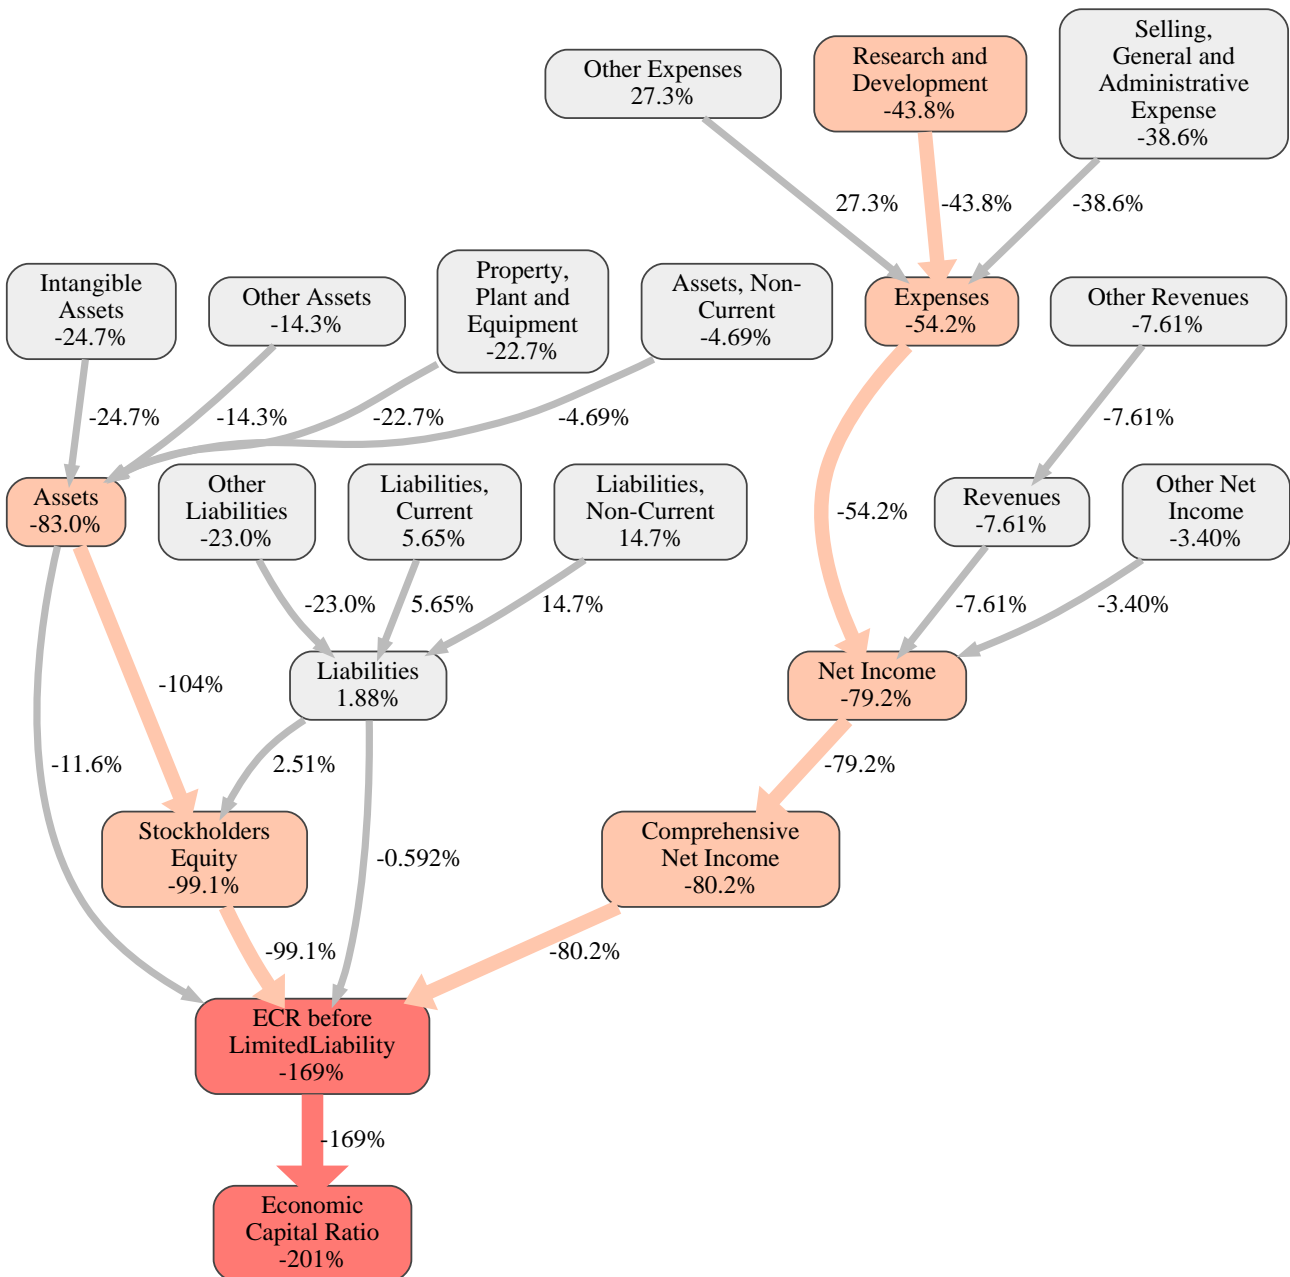 Selling,
General and
Administrative
Expense
-38.6%
Research and
Development
-43.8%
Other Expenses
27.3%
27.3%
-43.8%
-38.6%
Intangible
Assets
-24.7%
Other Assets
-14.3%
Property,
Plant and
Equipment
-22.7%
Assets, Non-
Current
-4.69%
Expenses
-54.2%
Other Revenues
-7.61%
-24.7%
-14.3%
-22.7%
-4.69%
-7.61%
Assets
-83.0%
Other
Liabilities
-23.0%
Liabilities,
Current
5.65%
Liabilities,
Non-Current
14.7%
-54.2%
Revenues
-7.61%
Other Net
Income
-3.40%
-23.0%
5.65%
14.7%
-7.61%
-3.40%
-104%
Liabilities
1.88%
Net Income
-79.2%
-11.6%
2.51%
-79.2%
Stockholders
Equity
-99.1%
-0.592%
Comprehensive
Net Income
-80.2%
-99.1%
-80.2%
ECR before
LimitedLiability
-169%
-169%
Economic
Capital Ratio
-201%